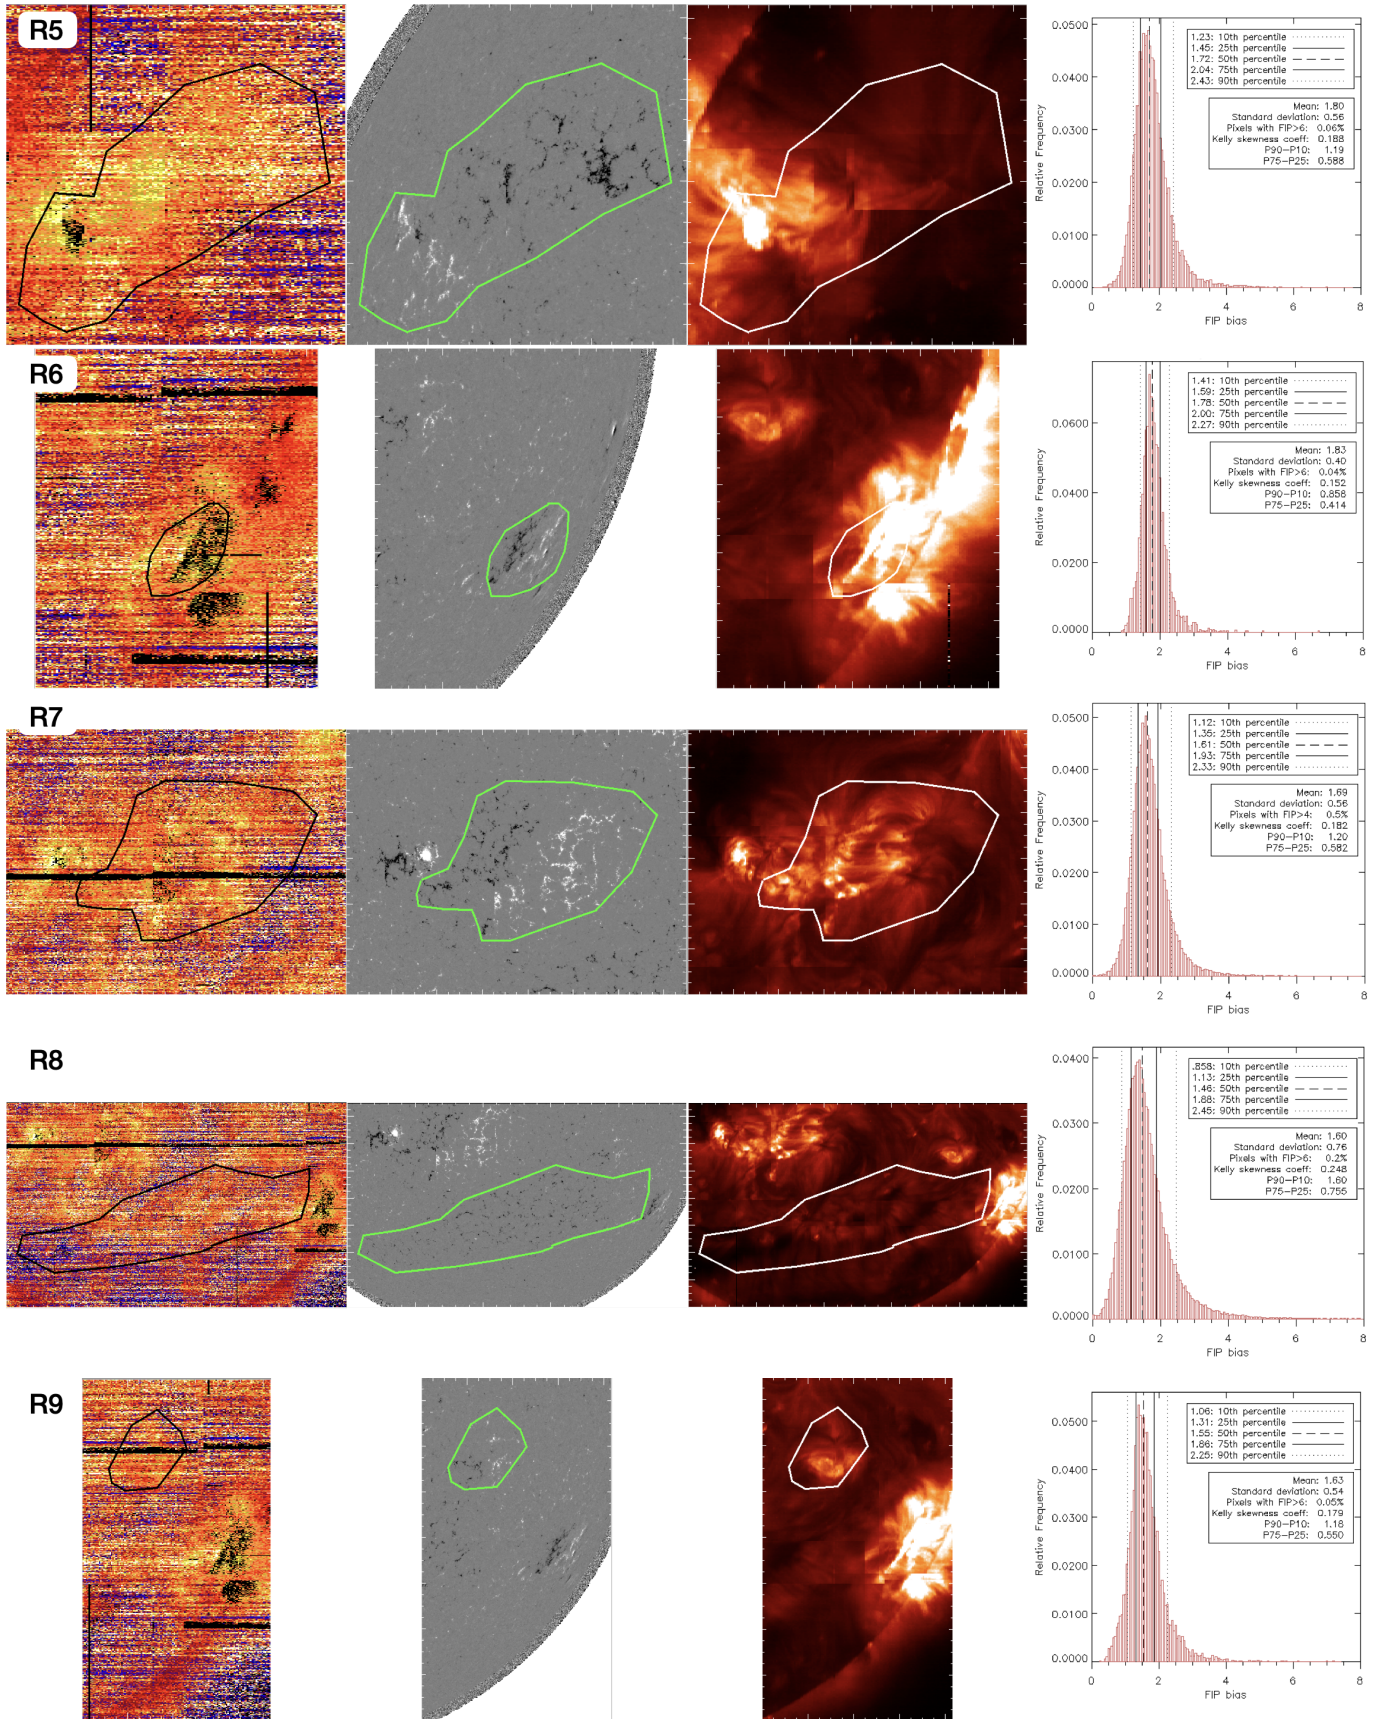 R5
0.0500
0.0400
0.0300
0.0200
0.0100
0.0000
Relative Frequency
1.23: 10th percentile
1.45: 25th percentile
1.72: 50th percentile
2.04: 75th percentile
2.43: 90th percentile
Mean: 1.80
Standard deviation: 0.56
Pixels with FIP>6: 0.06%
Kelly skewness coeff: 0.188
P90-P10: 1.19
P75-P25: 0.588
0 2 4 6 8
FIP bias
R6
0.0600
0.0400
0.0200
0.0000
Relative Frequency
1.41: 10th percentile
1.59: 25th percentile
1.78: 50th percentile
2.00: 75th percentile
2.27: 90th percentile
Mean: 1.83
Standard deviation: 0.40
Pixels with FIP>6: 0.04%
Kelly skewness coeff: 0.152
P90-P10: 0.858
P75-P25: 0.414
0 2 4 6 8
FIP bias
R7
0.0500
0.0400
0.0300
0.0200
0.0100
0.0000
Relative Frequency
1.12: 10th percentile
1.35: 25th percentile
1.61: 50th percentile
1.93: 75th percentile
2.33: 90th percentile
Mean: 1.69
Standard deviation: 0.56
Pixels with FIP>4: 0.5%
Kelly skewness coeff: 0.182
P90-P10: 1.20
P75-P25: 0.582
0 2 4 6 8
FIP bias
R8
0.0400
0.0300
0.0200
0.0100
0.0000
Relative Frequency
.858: 10th percentile
1.13: 25th percentile
1.46: 50th percentile
1.88: 75th percentile
2.45: 90th percentile
Mean: 1.60
Standard deviation: 0.76
Pixels with FIP>6: 0.2%
Kelly skewness coeff: 0.248
P90-P10: 1.60
P75-P25: 0.755
0 2 4 6 8
FIP bias
R9
0.0500
0.0400
0.0300
0.0200
0.0100
0.0000
Relative Frequency
1.06: 10th percentile
1.31: 25th percentile
1.55: 50th percentile
1.86: 75th percentile
2.25: 90th percentile
Mean: 1.63
Standard deviation: 0.54
Pixels with FIP>6: 0.05%
Kelly skewness coeff: 0.179
P90-P10: 1.18
P75-P25: 0.550
0 2 4 6 8
FIP bias